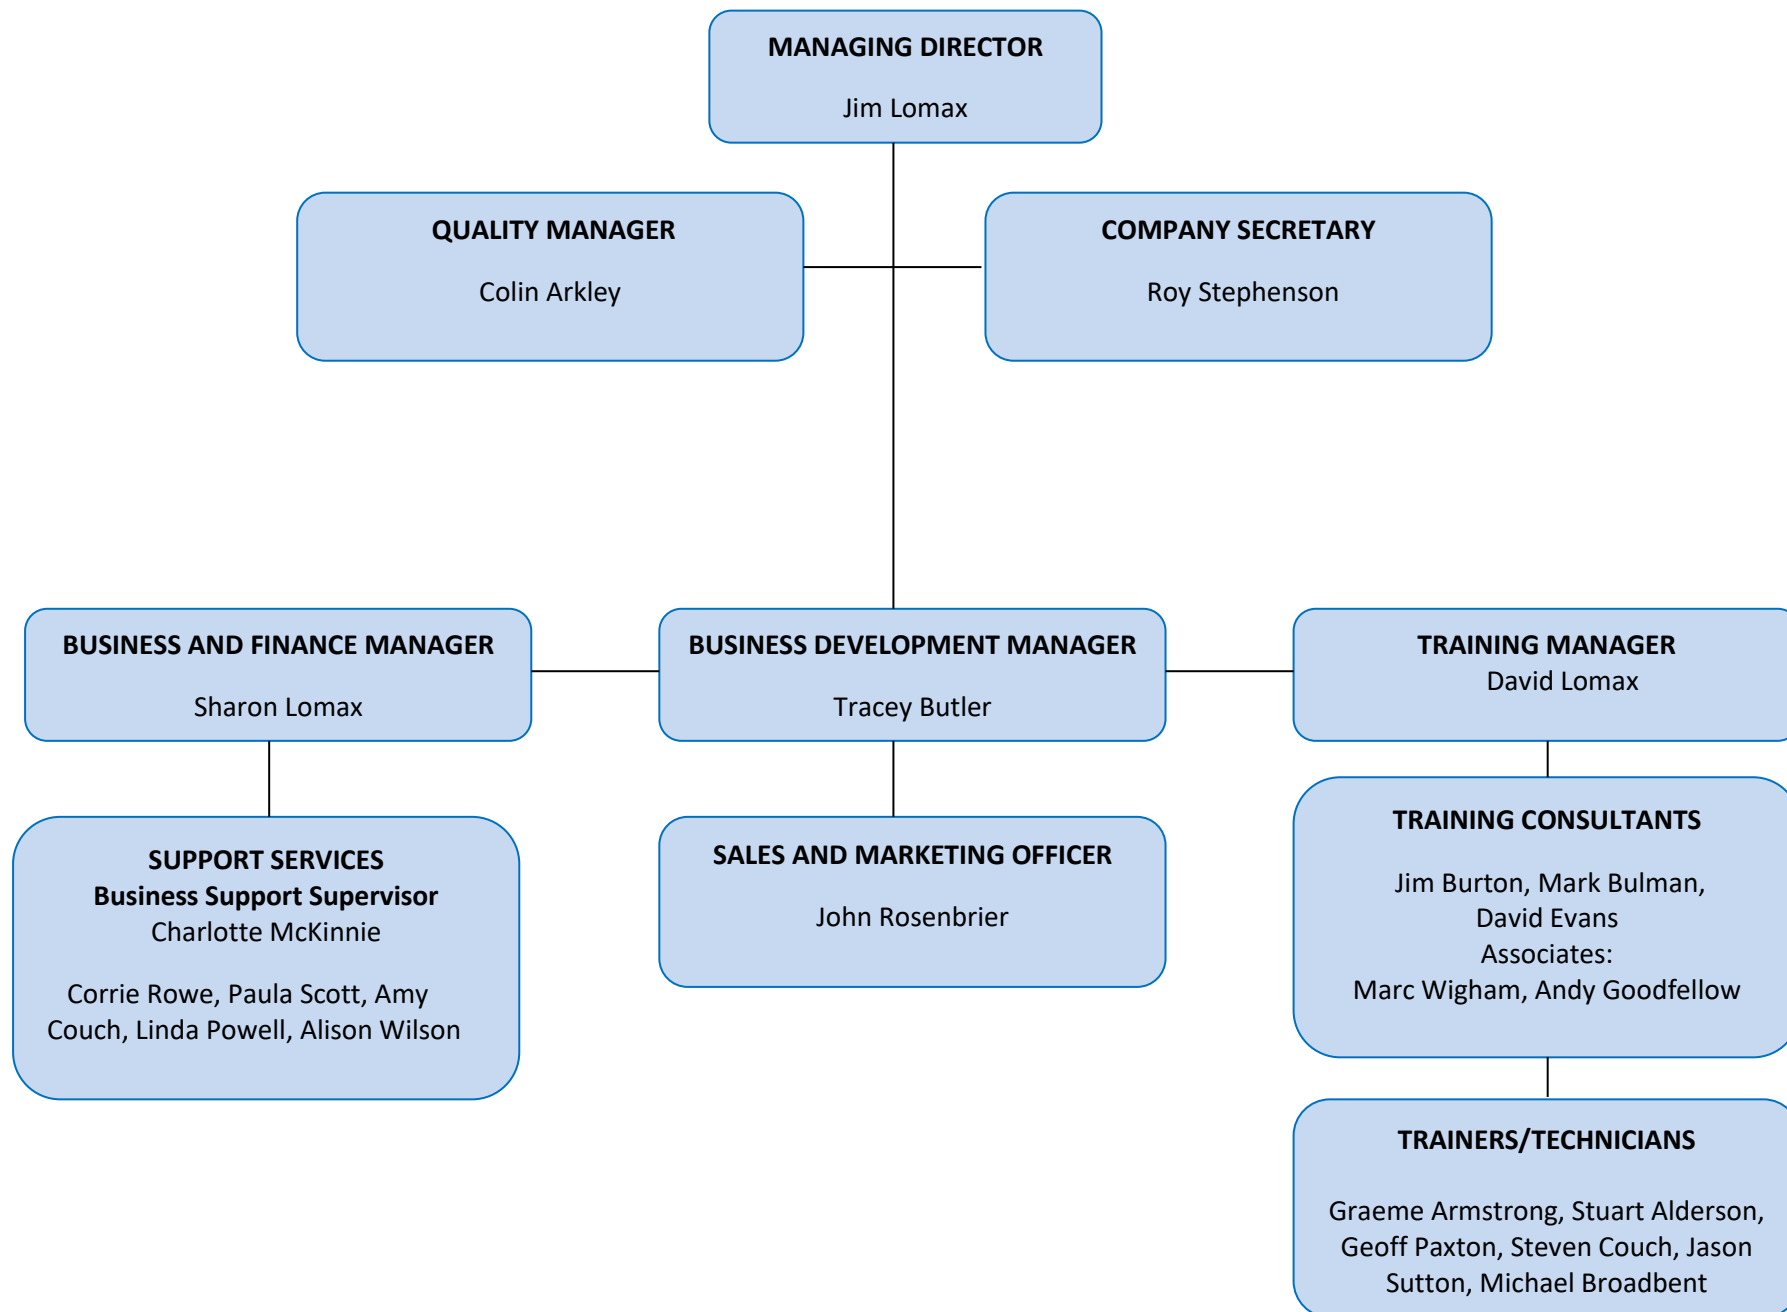 MANAGING DIRECTOR
Jim Lomax
QUALITY MANAGER
Colin Arkley
COMPANY SECRETARY
Roy Stephenson
BUSINESS AND FINANCE MANAGER
Sharon Lomax
BUSINESS DEVELOPMENT MANAGER
Tracey Butler
TRAINING MANAGER
David Lomax
SUPPORT SERVICES
Business Support Supervisor
Charlotte McKinnie
Corrie Rowe, Paula Scott, Amy
Couch, Linda Powell, Alison Wilson
SALES AND MARKETING OFFICER
John Rosenbrier
TRAINING CONSULTANTS
Jim Burton, Mark Bulman,
David Evans
Associates:
Marc Wigham, Andy Goodfellow
TRAINERS/TECHNICIANS
Graeme Armstrong, Stuart Alderson,
Geoff Paxton, Steven Couch, Jason
Sutton, Michael Broadbent